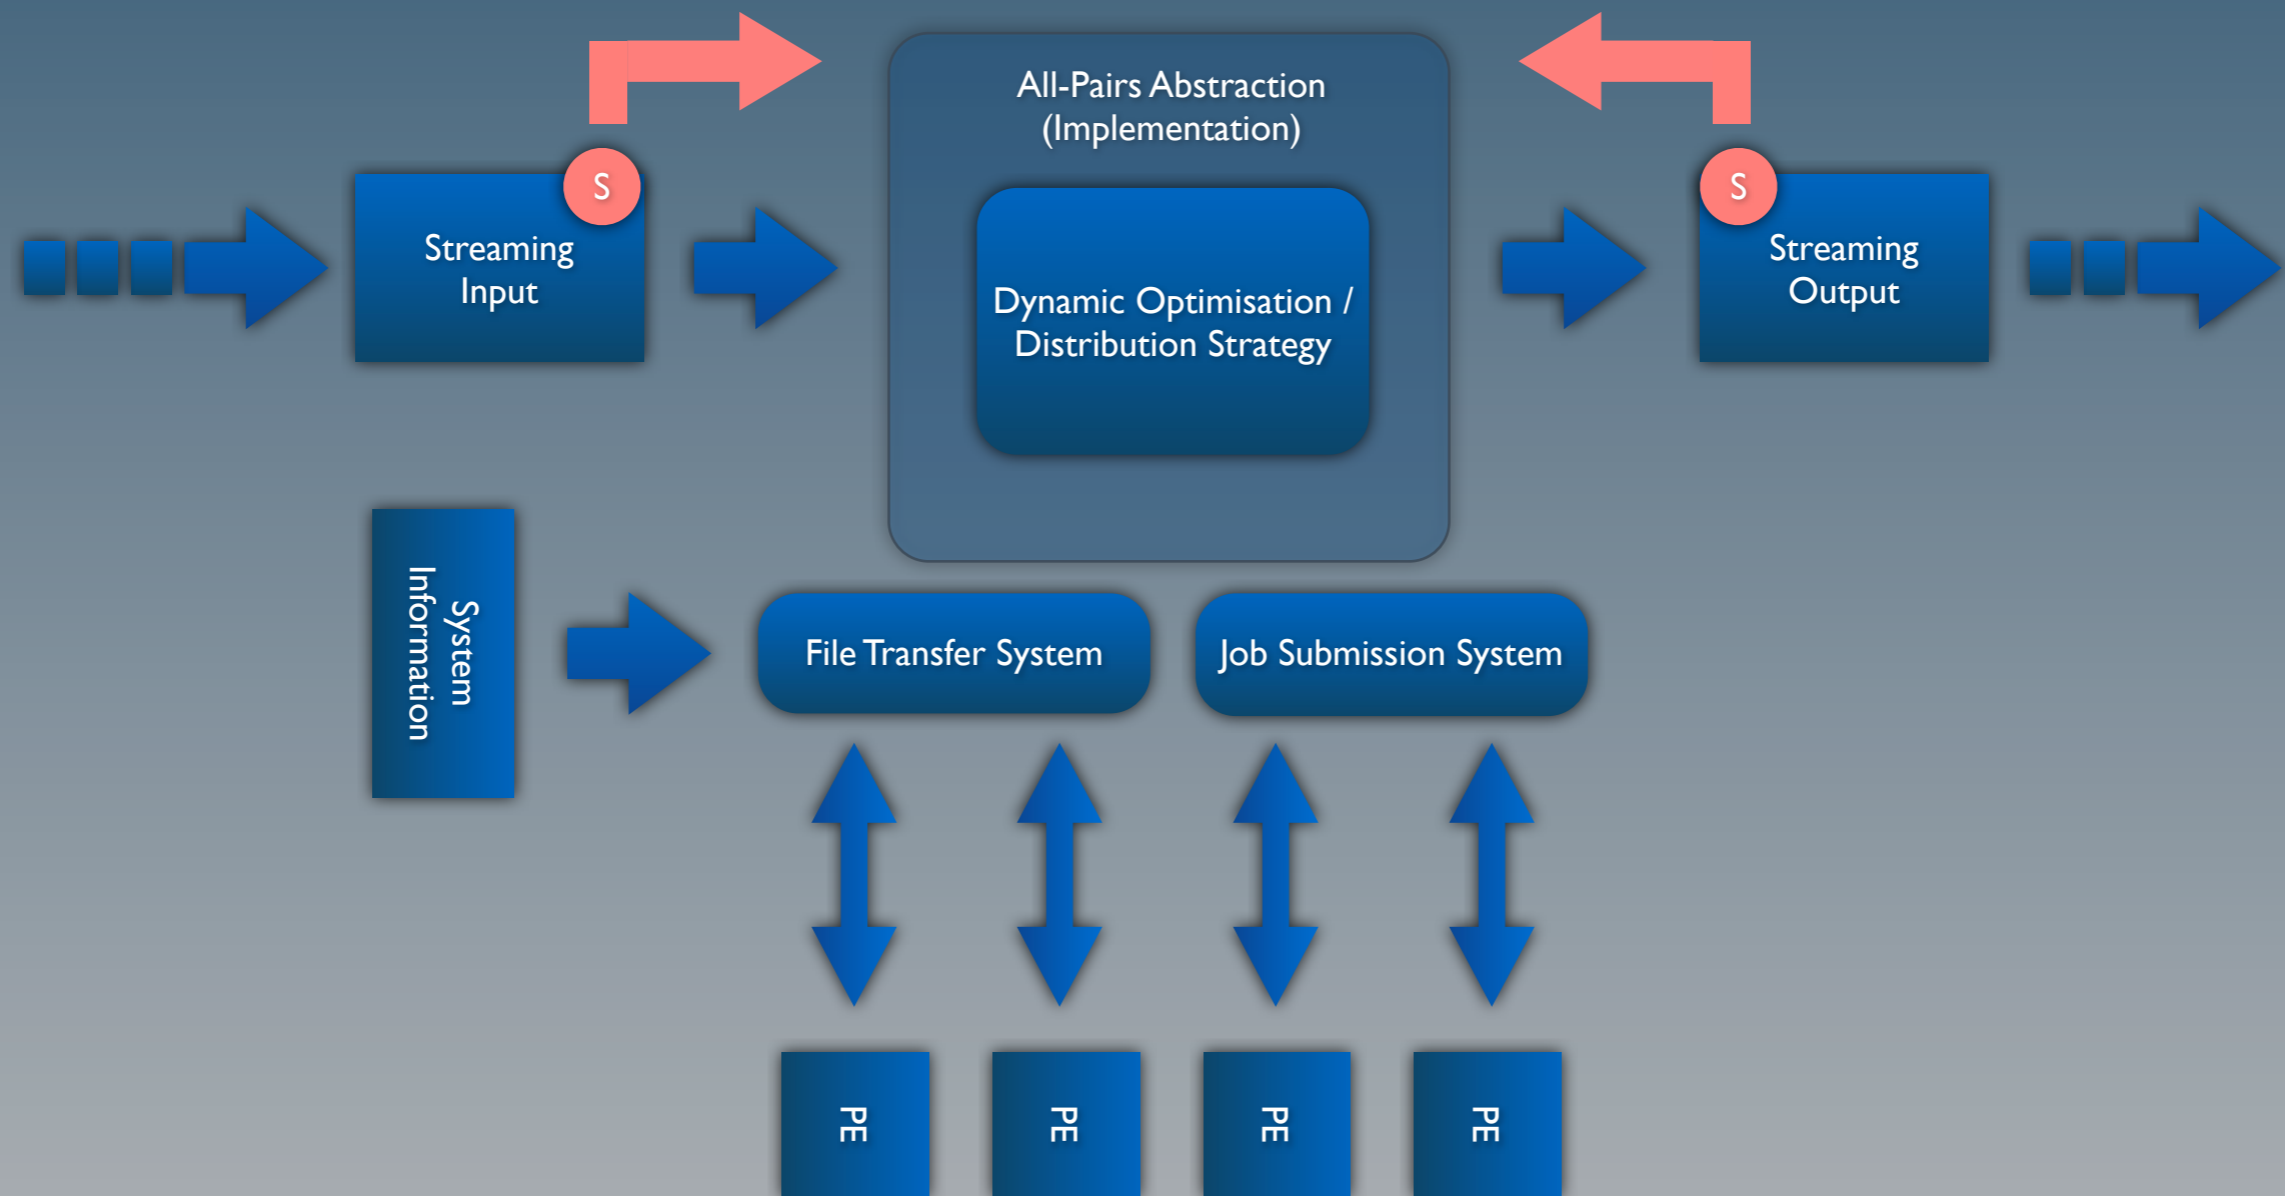 All-Pairs Abstraction
(Implementation)
S
S
Streaming
Input
Dynamic Optimisation /
Distribution Strategy
Streaming
Output
System
Information
File Transfer System
Job Submission System
PE
PE
PE
PE